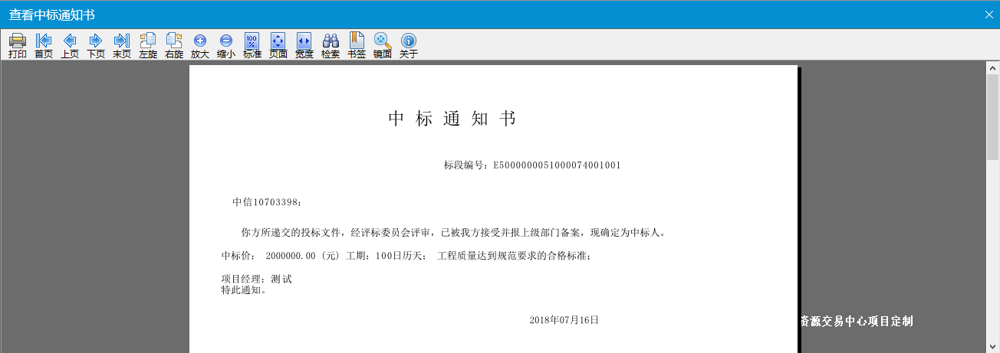 查看中标通知书
打印 首页 上页 下页 末页 左旋 右旋 放大 缩小 标准 页面 宽度 检索 书签 镜面 关于
100%
中标通知书
标段编号：E5000000051000074001001
中信10703398：
你方所递交的投标文件，经评标委员会评审，已被我方接受并报上级部门备案，现确定为中标人。
中标价： 2000000.00 (元) 工期：100日历天； 工程质量达到规范要求的合格标准；
项目经理：测试
特此通知。
2018年07月16日
资源交易中心项目定制